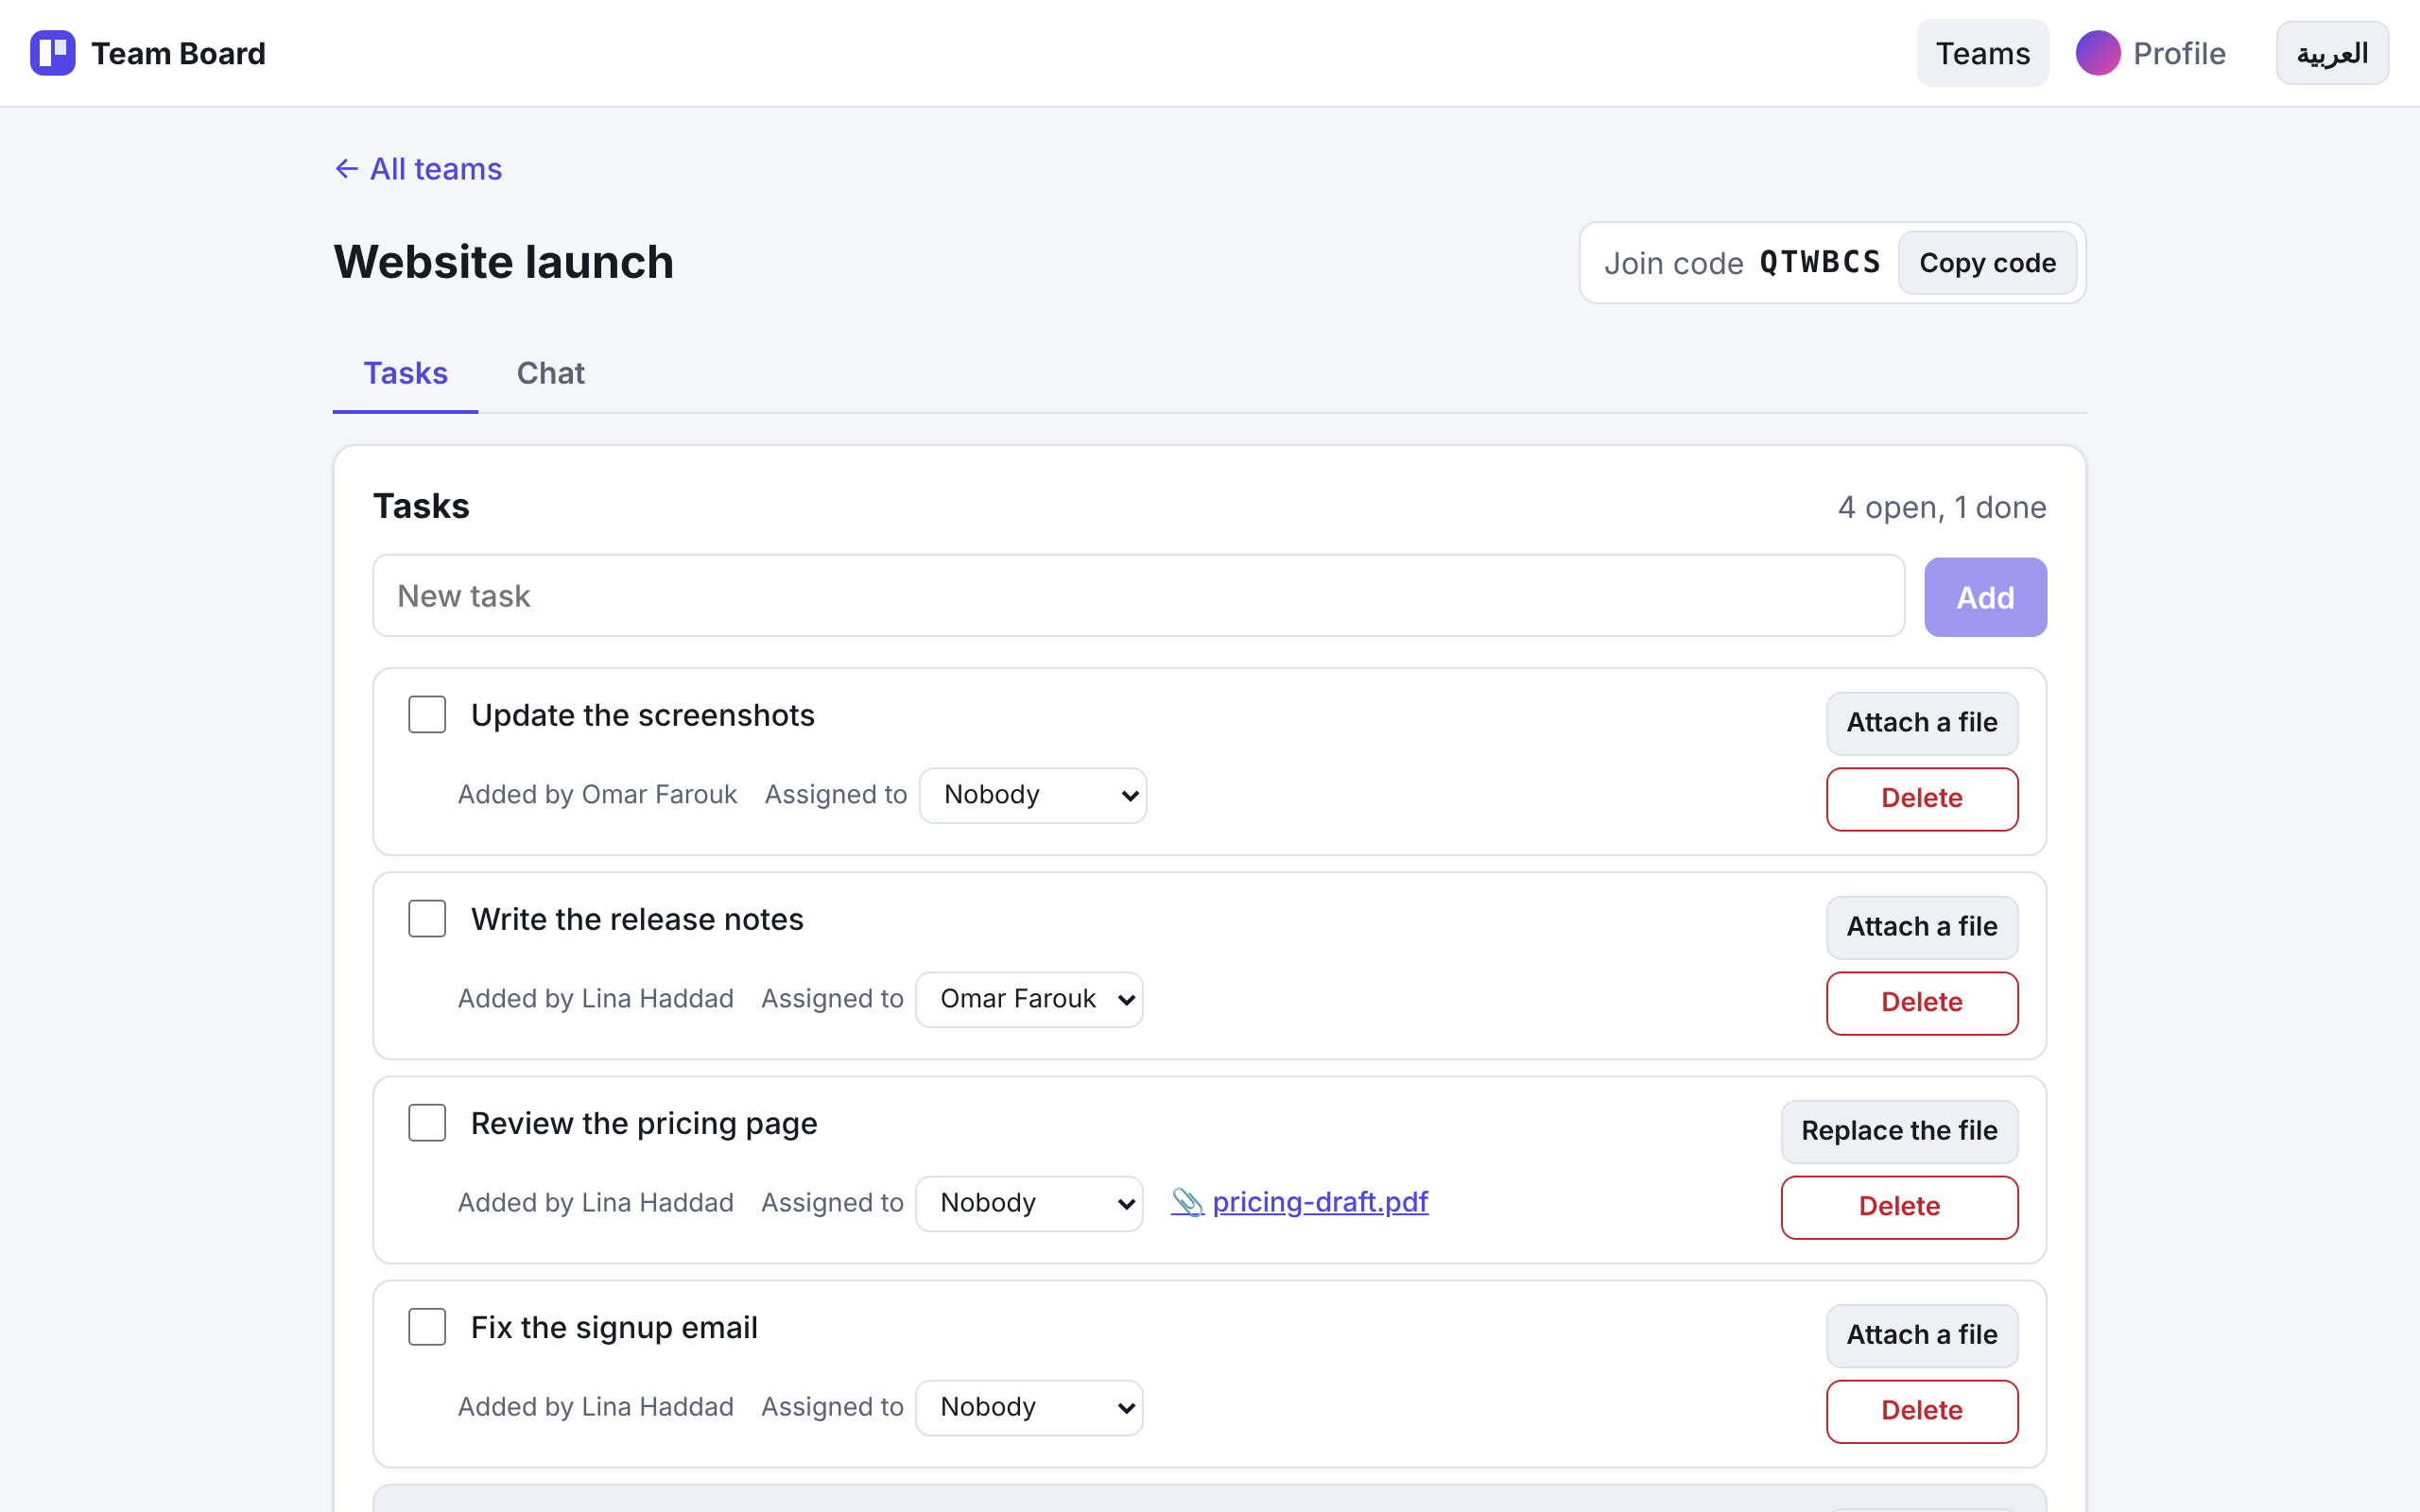 Team Board
Teams
Profile
العربية
← All teams
Website launch
Join code QTWBCS Copy code
Tasks
Chat
Tasks
4 open, 1 done
New task
Add
Update the screenshots
Attach a file
Added by Omar Farouk Assigned to Nobody
Delete
Write the release notes
Attach a file
Added by Lina Haddad Assigned to Omar Farouk
Delete
Review the pricing page
Replace the file
Added by Lina Haddad Assigned to Nobody 📎 pricing-draft.pdf
Delete
Fix the signup email
Attach a file
Added by Lina Haddad Assigned to Nobody
Delete